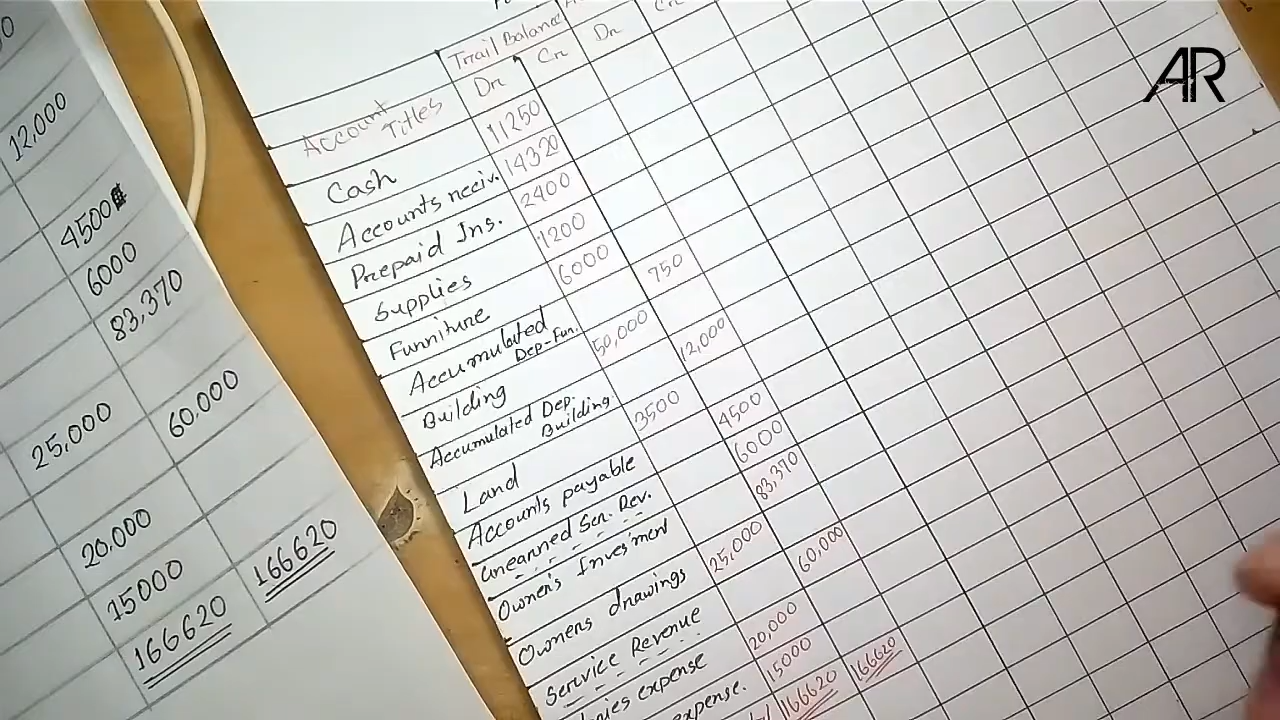 12,000
4500
6000
83,370
25,000 60,000
20,000
15000
166620 166620
AR
Trial Balance
Account Titles Dr Cr Dr Cr
Cash 11250
Accounts receiv. 14320
Prepaid Ins. 2400
Supplies 1200
Furniture 6000
Accumulated Dep-Fur. 750
Building 50,000
Accumulated Dep. Building 12,000
Land 3500
Accounts payable 4500
Unearned Ser. Rev. 6000
Owner's Invesment 83,370
Owners drawings 25,000
Service Revenue 60,000
expense 20,000
expense. 15000
166620 166620